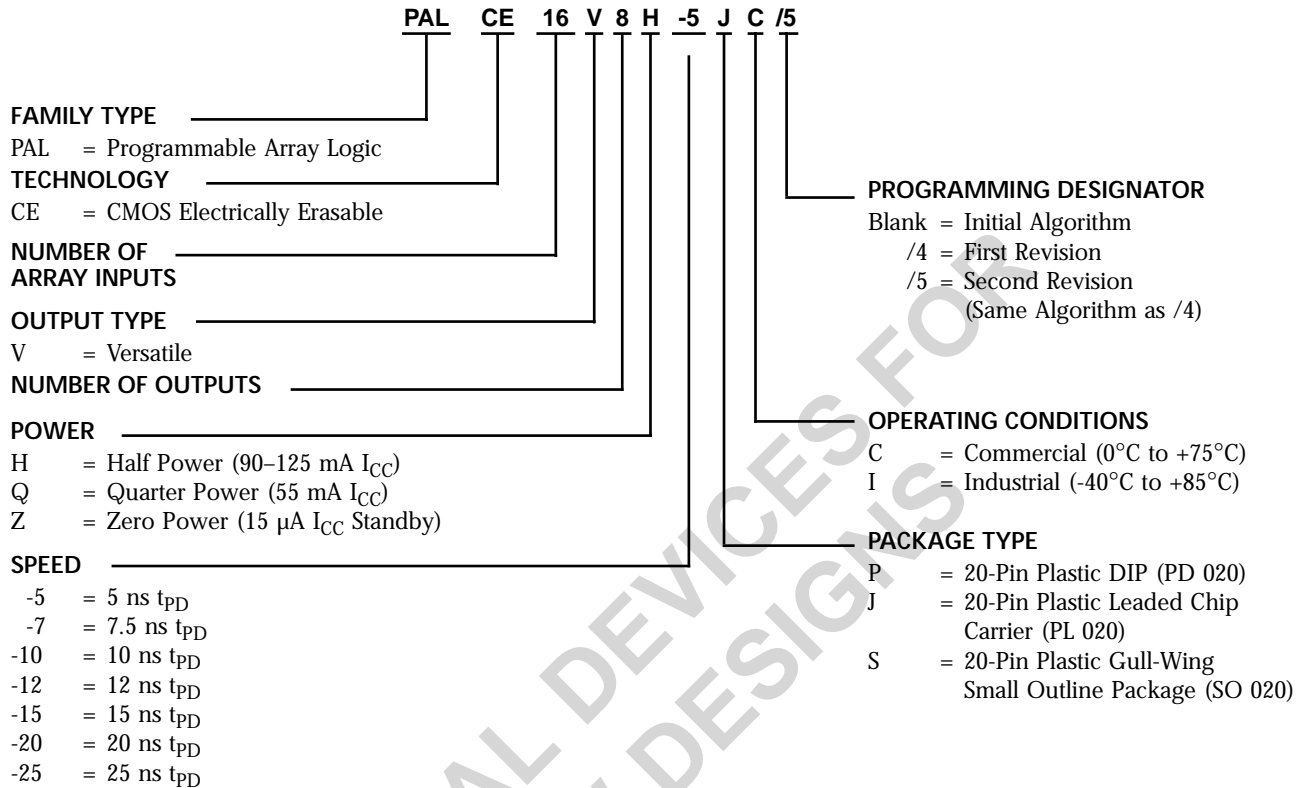 PAL CE 16 V 8 H -5 J C /5
FAMILY TYPE
PAL = Programmable Array Logic
TECHNOLOGY
CE = CMOS Electrically Erasable
NUMBER OF
ARRAY INPUTS
OUTPUT TYPE
V = Versatile
NUMBER OF OUTPUTS
POWER
H = Half Power (90–125 mA ICC)
Q = Quarter Power (55 mA ICC)
Z = Zero Power (15 µA ICC Standby)
SPEED
-5 = 5 ns tPD
-7 = 7.5 ns tPD
-10 = 10 ns tPD
-12 = 12 ns tPD
-15 = 15 ns tPD
-20 = 20 ns tPD
-25 = 25 ns tPD
PROGRAMMING DESIGNATOR
Blank = Initial Algorithm
/4 = First Revision
/5 = Second Revision
(Same Algorithm as /4)
OPERATING CONDITIONS
C = Commercial (0°C to +75°C)
I = Industrial (-40°C to +85°C)
PACKAGE TYPE
P = 20-Pin Plastic DIP (PD 020)
J = 20-Pin Plastic Leaded Chip
Carrier (PL 020)
S = 20-Pin Plastic Gull-Wing
Small Outline Package (SO 020)
AL DEVICES FOR
DESIGNS